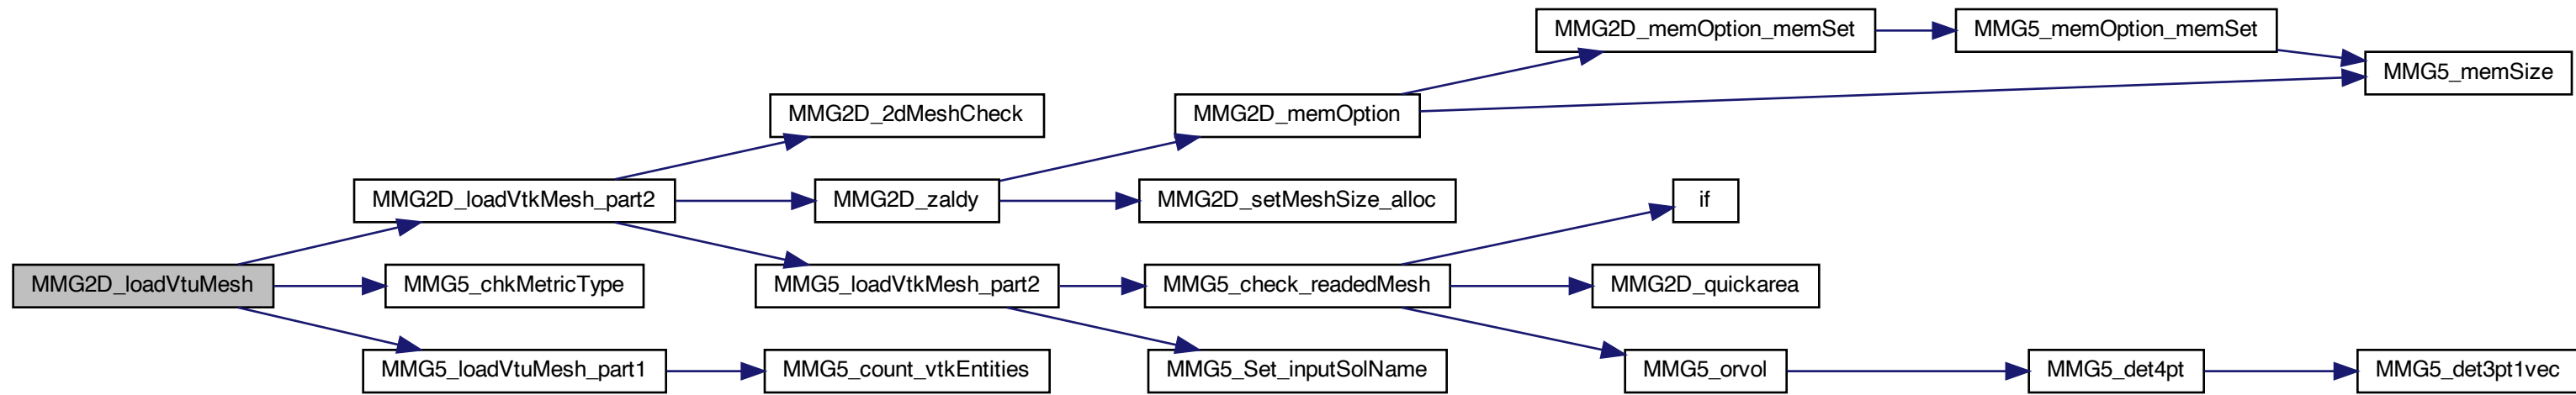 MMG2D_memOption_memSet
MMG5_memOption_memSet
MMG5_memSize
MMG2D_2dMeshCheck
MMG2D_memOption
MMG2D_loadVtkMesh_part2
MMG2D_zaldy
MMG2D_setMeshSize_alloc
if
MMG2D_loadVtuMesh
MMG5_chkMetricType
MMG5_loadVtkMesh_part2
MMG5_check_readedMesh
MMG2D_quickarea
MMG5_loadVtuMesh_part1
MMG5_count_vtkEntities
MMG5_Set_inputSolName
MMG5_orvol
MMG5_det4pt
MMG5_det3pt1vec